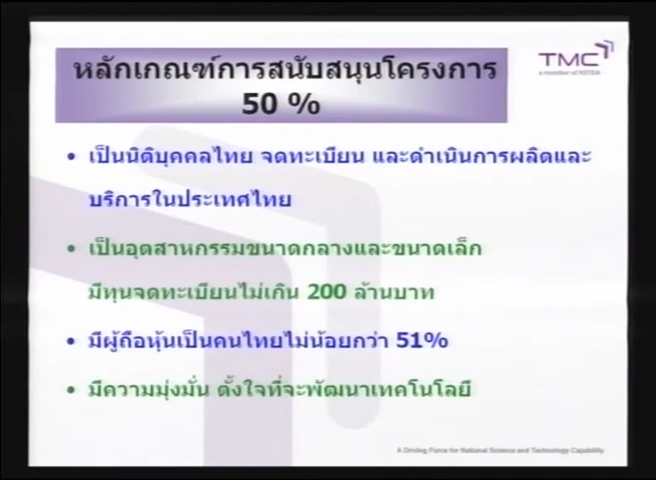 หลักเกณฑ์การสนับสนุนโครงการ
50 %
TMC
a member of NSTDA
• เป็นนิติบุคคลไทย จดทะเบียน และดำเนินการผลิตและ
บริการในประเทศไทย
• เป็นอุตสาหกรรมขนาดกลางและขนาดเล็ก
มีทุนจดทะเบียนไม่เกิน 200 ล้านบาท
• มีผู้ถือหุ้นเป็นคนไทยไม่น้อยกว่า 51%
• มีความมุ่งมั่น ตั้งใจที่จะพัฒนาเทคโนโลยี
A Driving Force for National Science and Technology Capability